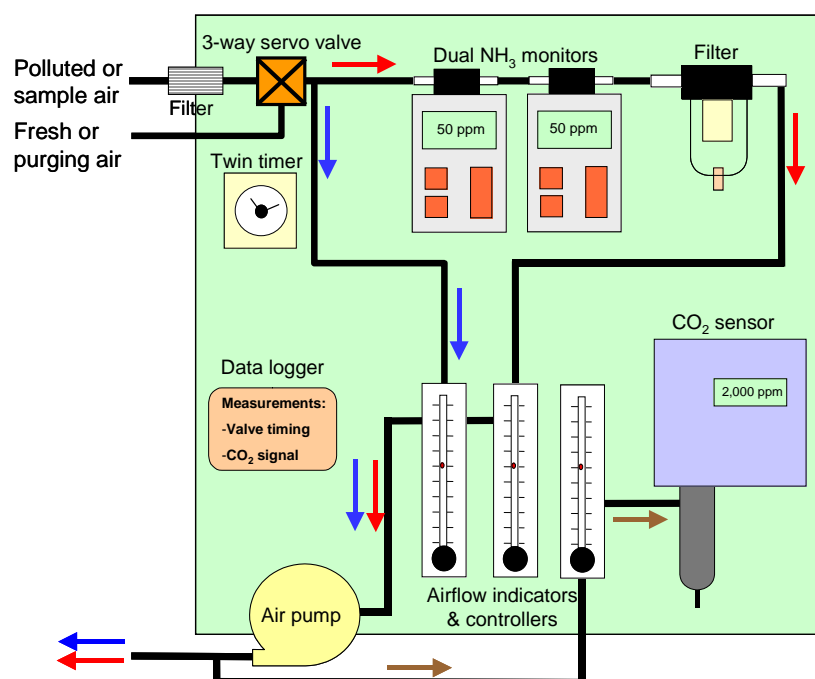 3-way servo valve
Dual NH₃ monitors
Filter
Polluted or
sample air
Filter
Fresh or
purging air
50 ppm
50 ppm
Twin timer
CO₂ sensor
2,000 ppm
Data logger
Measurements:
-Valve timing
-CO₂ signal
Airflow indicators
& controllers
Air pump